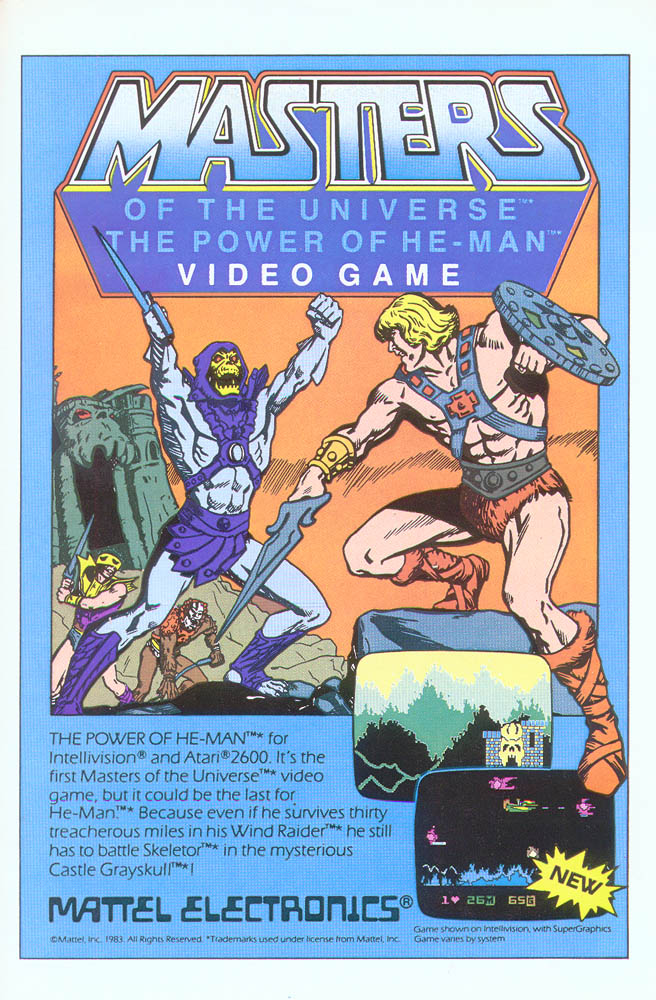 MASTERS
OF THE UNIVERSE™*
THE POWER OF HE-MAN™*
VIDEO GAME
THE POWER OF HE-MAN™* for
Intellivision® and Atari®2600. It's the
first Masters of the Universe™* video
game, but it could be the last for
He-Man.™* Because even if he survives thirty
treacherous miles in his Wind Raider™* he still
has to battle Skeletor™* in the mysterious
Castle Grayskull™*!
NEW
1♥ 26M 656
MATTEL ELECTRONICS®
Game shown on Intellivision, with SuperGraphics
Game varies by system
©Mattel, Inc. 1983. All Rights Reserved. *Trademarks used under license from Mattel, Inc.